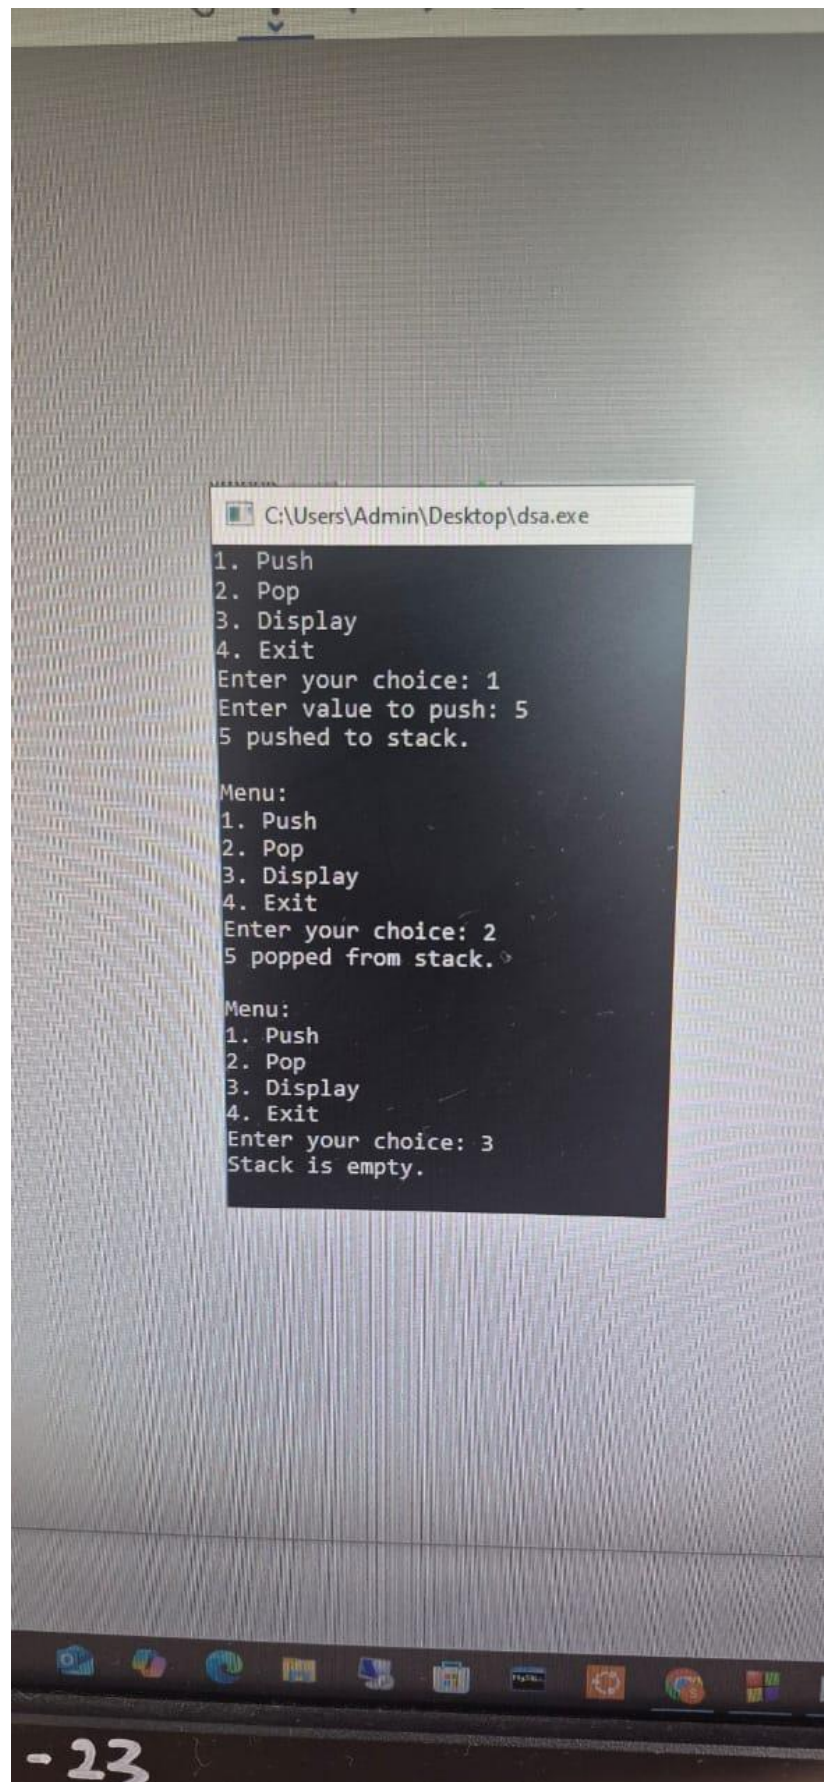 C:\Users\Admin\Desktop\dsa.exe
1. Push
2. Pop
3. Display
4. Exit
Enter your choice: 1
Enter value to push: 5
5 pushed to stack.
Menu:
1. Push
2. Pop
3. Display
4. Exit
Enter your choice: 2
5 popped from stack.
Menu:
1. Push
2. Pop
3. Display
4. Exit
Enter your choice: 3
Stack is empty.
-23